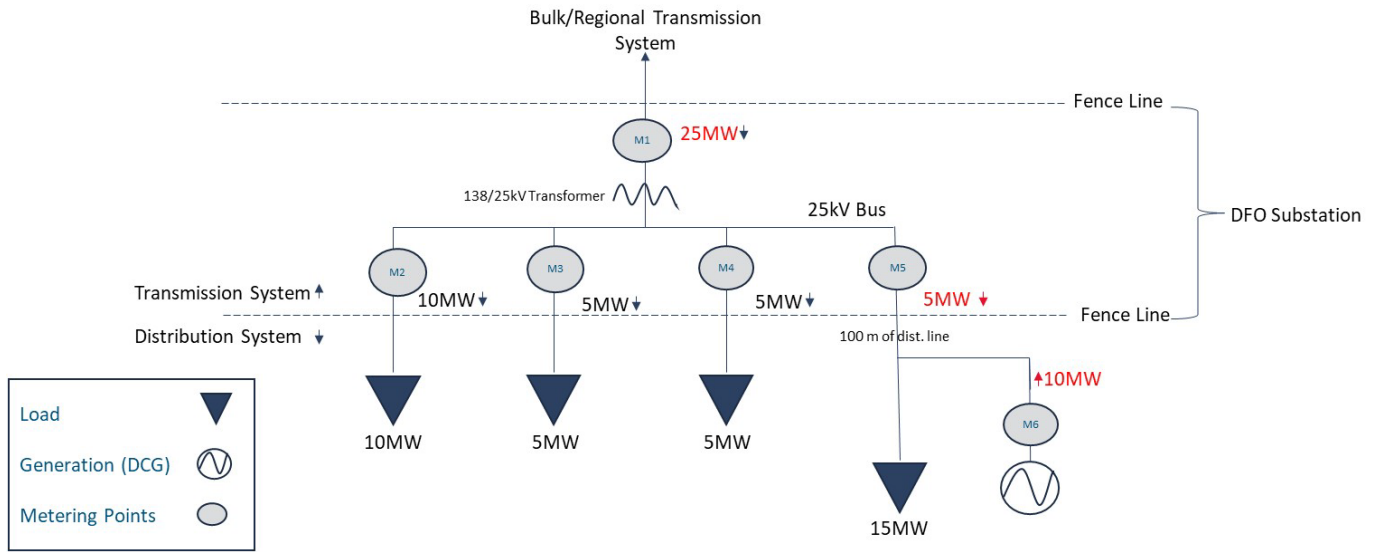 Bulk/Regional Transmission
System
Fence Line
M1
25MW
138/25kV Transformer
25kV Bus
DFO Substation
M2
M3
M4
M5
Transmission System
10MW
5MW
5MW
5MW
Fence Line
Distribution System
100 m of dist. line
10MW
Load
M6
10MW
5MW
5MW
Generation (DCG)
Metering Points
15MW